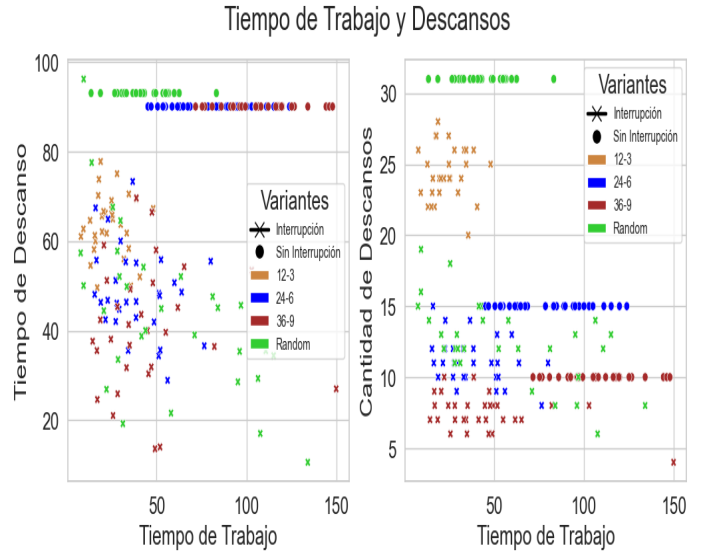 Tiempo de Trabajo y Descansos
Tiempo de Descanso
100
80
60
40
20
50
100
150
Tiempo de Trabajo
Variantes
Interrupción
Sin Interrupción
12-3
24-6
36-9
Random
Cantidad de Descansos
30
25
20
15
10
5
50
100
150
Tiempo de Trabajo
Variantes
Interrupción
Sin Interrupción
12-3
24-6
36-9
Random